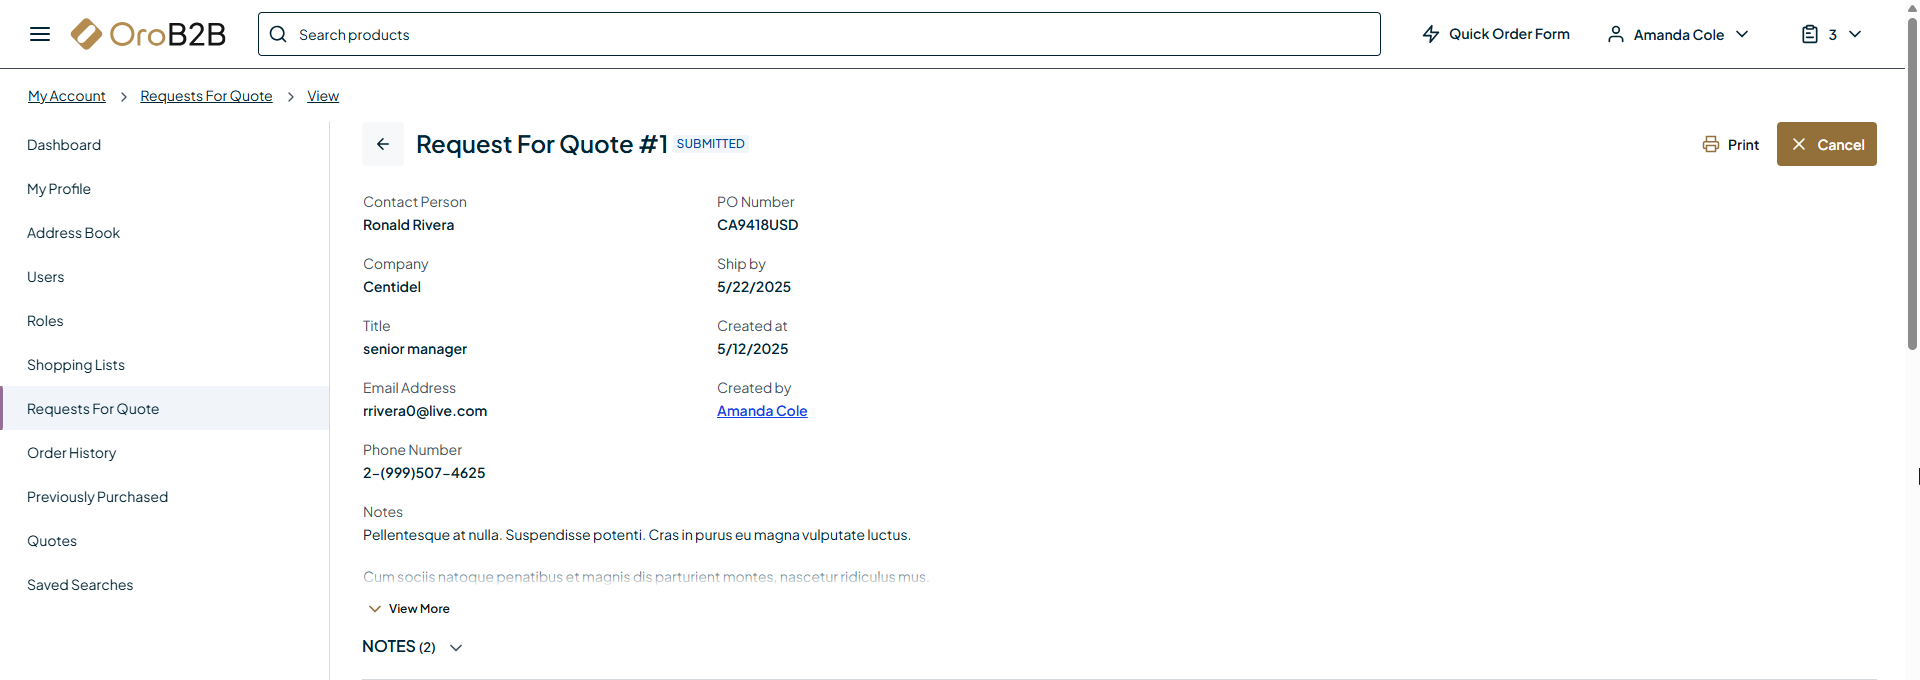 OroB2B
Search products
Quick Order Form
Amanda Cole
3
My Account > Requests For Quote > View
Dashboard
My Profile
Address Book
Users
Roles
Shopping Lists
Requests For Quote
Order History
Previously Purchased
Quotes
Saved Searches
Request For Quote #1 SUBMITTED
Print
Cancel
Contact Person
Ronald Rivera
Company
Centidel
Title
senior manager
Email Address
rrivera0@live.com
Phone Number
2-(999)507-4625
PO Number
CA9418USD
Ship by
5/22/2025
Created at
5/12/2025
Created by
Amanda Cole
Notes
Pellentesque at nulla. Suspendisse potenti. Cras in purus eu magna vulputate luctus.
Cum sociis natoque penatibus et magnis dis parturient montes, nascetur ridiculus mus.
View More
NOTES (2)